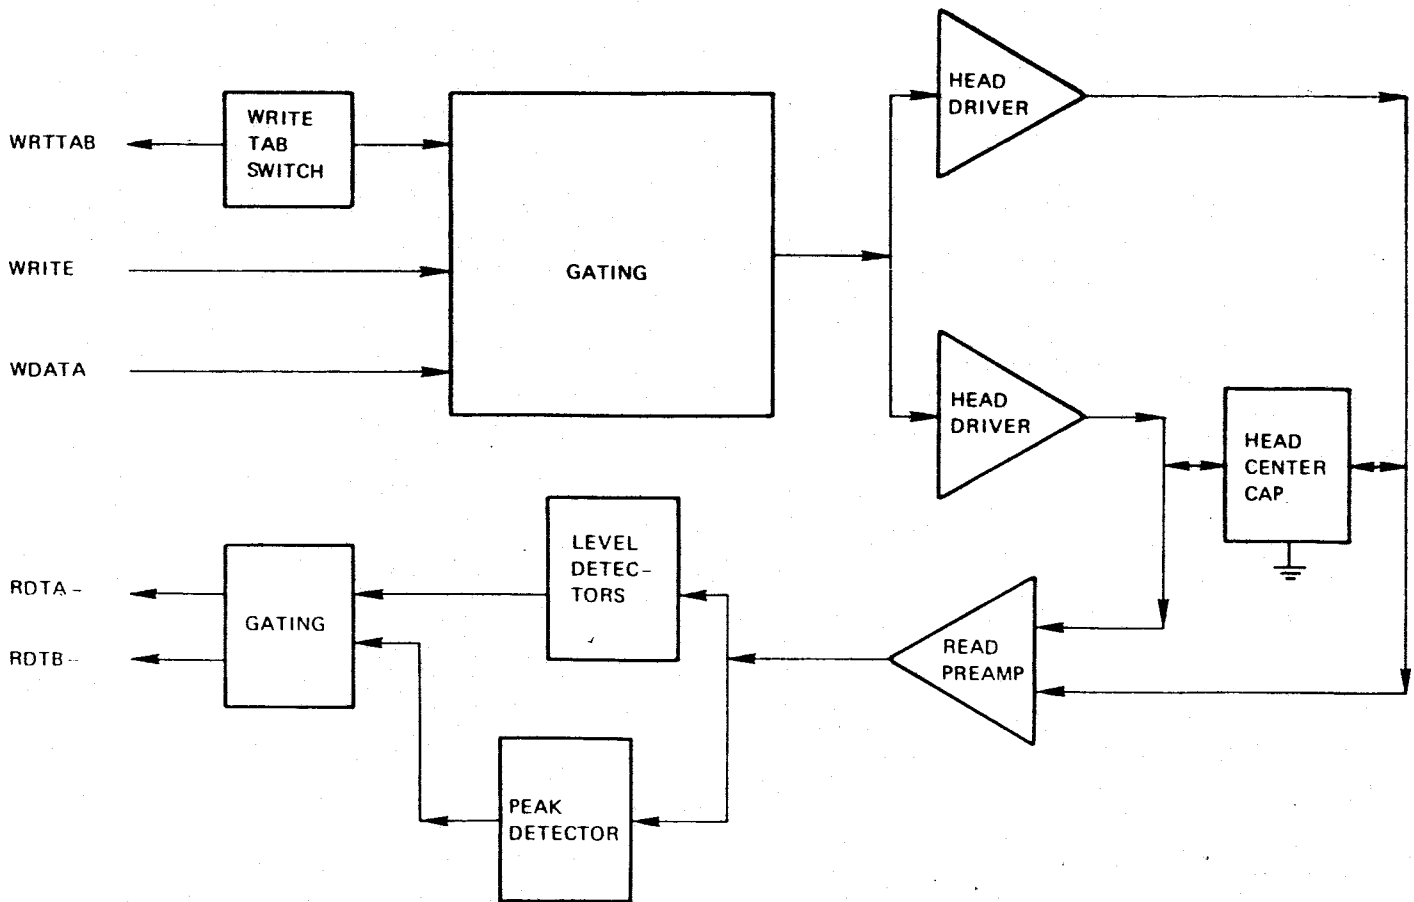 WRTTAB
WRITE
TAB
SWITCH
WRITE
WDATA
GATING
HEAD
DRIVER
HEAD
DRIVER
HEAD
CENTER
CAP
LEVEL
DETEC-
TORS
RDTA-
RDTB-
GATING
READ
PREAMP
PEAK
DETECTOR